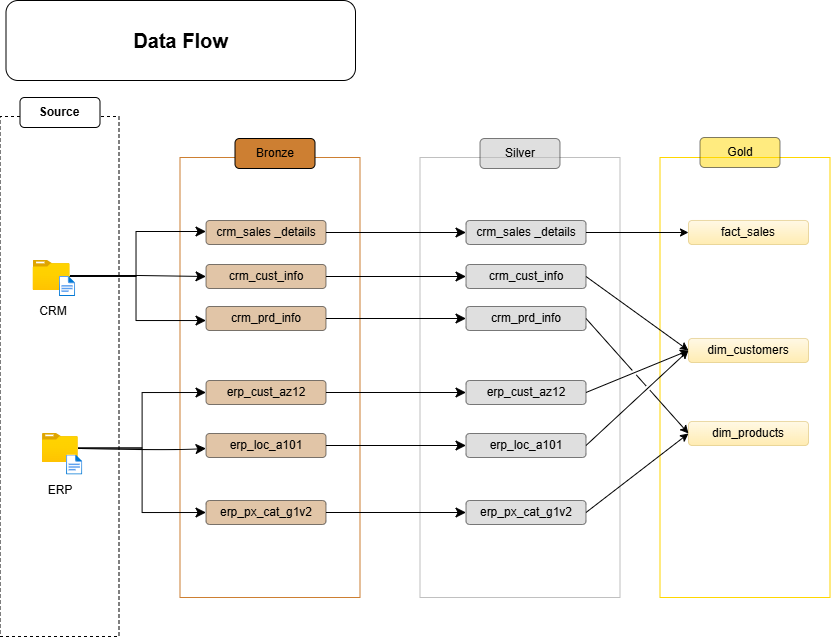 Data Flow
Source
Bronze
Silver
Gold
crm_sales _details
crm_sales _details
fact_sales
CRM
crm_cust_info
crm_cust_info
crm_prd_info
crm_prd_info
dim_customers
erp_cust_az12
erp_cust_az12
dim_products
ERP
erp_loc_a101
erp_loc_a101
erp_px_cat_g1v2
erp_px_cat_g1v2